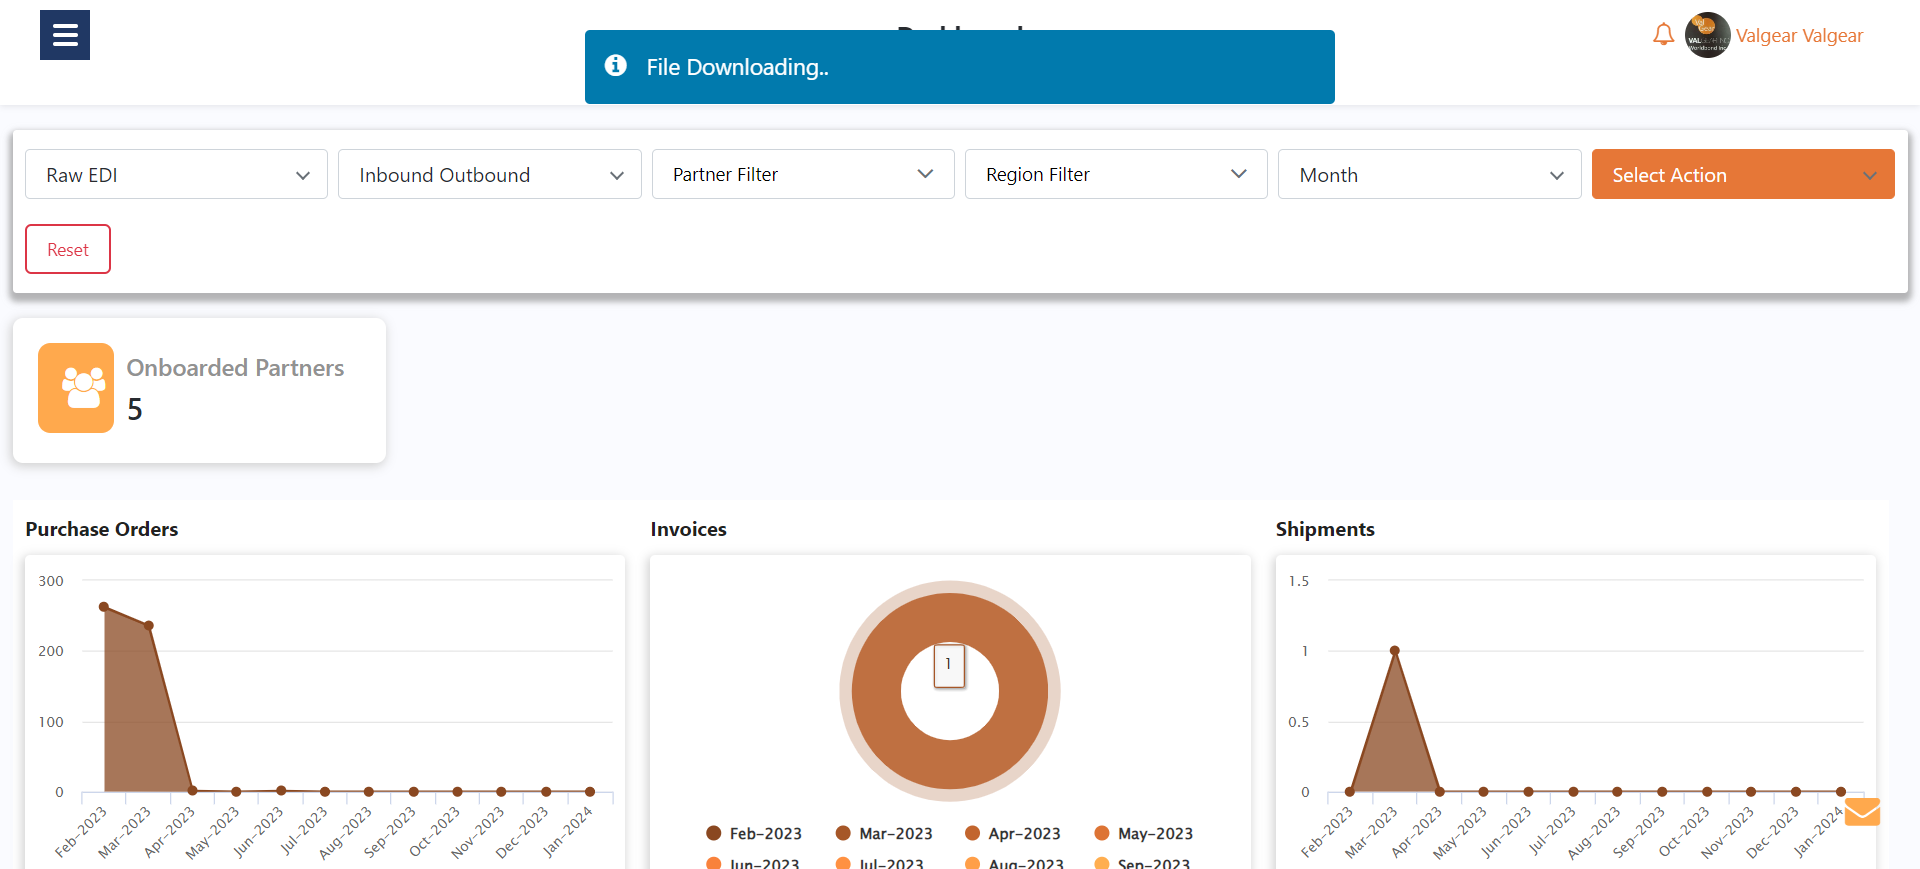 File Downloading..
Valgear Valgear
Raw EDI
Inbound Outbound
Partner Filter
Region Filter
Month
Select Action
Reset
Onboarded Partners
5
Purchase Orders
300
200
100
0
Feb-2023
Mar-2023
Apr-2023
May-2023
Jun-2023
Jul-2023
Aug-2023
Sep-2023
Oct-2023
Nov-2023
Dec-2023
Jan-2024
Invoices
1
Feb-2023
Mar-2023
Apr-2023
May-2023
Jun-2023
Jul-2023
Aug-2023
Sep-2023
Shipments
1.5
1
0.5
0
Feb-2023
Mar-2023
Apr-2023
May-2023
Jun-2023
Jul-2023
Aug-2023
Sep-2023
Oct-2023
Nov-2023
Dec-2023
Jan-2024